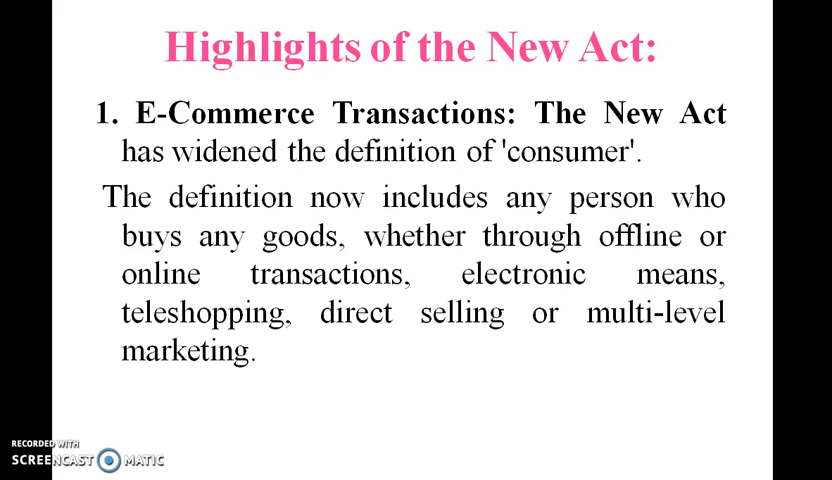 Highlights of the New Act:
1. E-Commerce Transactions: The New Act
has widened the definition of 'consumer'.
The definition now includes any person who
buys any goods, whether through offline or
online transactions, electronic means,
teleshopping, direct selling or multi-level
marketing.
RECORDED WITH
SCREENCAST MATIC